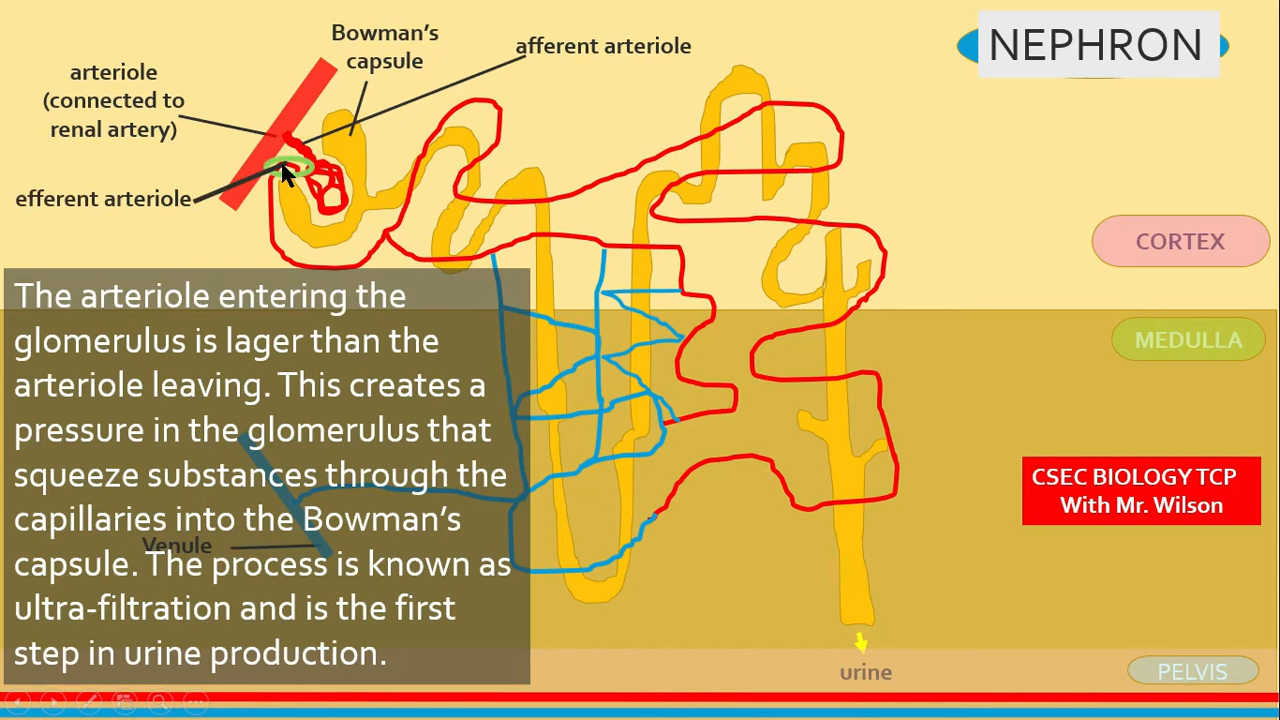 NEPHRON
Bowman's
capsule
afferent arteriole
arteriole
(connected to
renal artery)
efferent arteriole
CORTEX
The arteriole entering the
glomerulus is lager than the
arteriole leaving. This creates a
pressure in the glomerulus that
squeeze substances through the
capillaries into the Bowman's
capsule. The process is known as
ultra-filtration and is the first
step in urine production.
Venule
MEDULLA
CSEC BIOLOGY TCP
With Mr. Wilson
urine
PELVIS